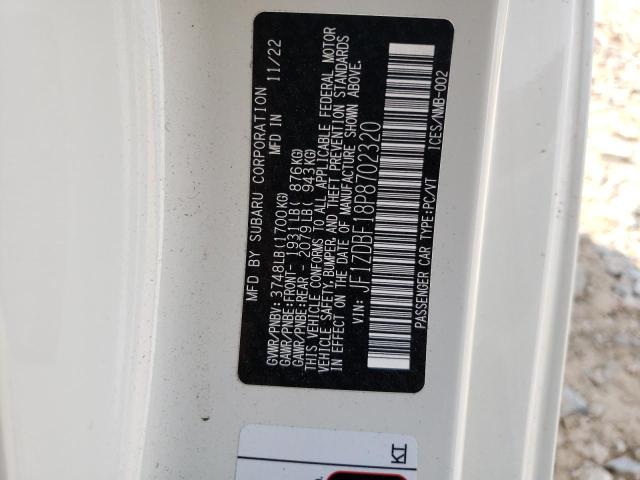 MFD BY SUBARU CORPORATION 11/22
MFD IN
GVWR/PNBV: 3748LB(1700KG)
GAWR/PNBE:FRONT- 1931LB( 876KG)
GAWR/PNBE:REAR - 2079LB( 943KG)
THIS VEHICLE CONFORMS TO ALL APPLICABLE FEDERAL MOTOR
VEHICLE SAFETY, BUMPER, AND THEFT PREVENTION STANDARDS
IN EFFECT ON THE DATE OF MANUFACTURE SHOWN ABOVE.
VIN: JF1ZDBF18P8702320
PASSENGER CAR TYPE:PC/VT ICES/NMB-002
KT